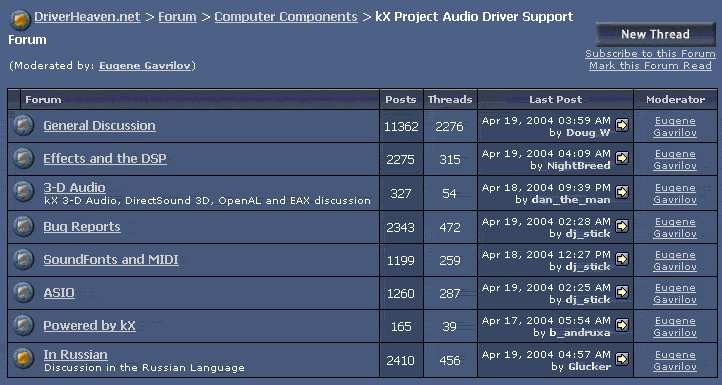 DriverHeaven.net > Forum > Computer Components > kX Project Audio Driver Support
Forum
(Moderated by: Eugene Gavrilov)
New Thread
Subscribe to this Forum
Mark this Forum Read
Forum Posts Threads Last Post Moderator
General Discussion 11362 2276 Apr 19, 2004 03:59 AM
by Doug W
Eugene
Gavrilov
Effects and the DSP 2275 315 Apr 19, 2004 04:09 AM
by NightBreed
Eugene
Gavrilov
3-D Audio
kX 3-D Audio, DirectSound 3D, OpenAL and EAX discussion
327 54 Apr 18, 2004 09:39 PM
by dan_the_man
Eugene
Gavrilov
Bug Reports 2343 472 Apr 19, 2004 02:28 AM
by dj_stick
Eugene
Gavrilov
SoundFonts and MIDI 1199 259 Apr 18, 2004 12:27 PM
by dj_stick
Eugene
Gavrilov
ASIO 1260 287 Apr 19, 2004 02:25 AM
by dj_stick
Eugene
Gavrilov
Powered by kX 165 39 Apr 17, 2004 05:54 AM
by b_andruxa
Eugene
Gavrilov
In Russian
Discussion in the Russian Language
2410 456 Apr 19, 2004 04:57 AM
by Glucker
Eugene
Gavrilov